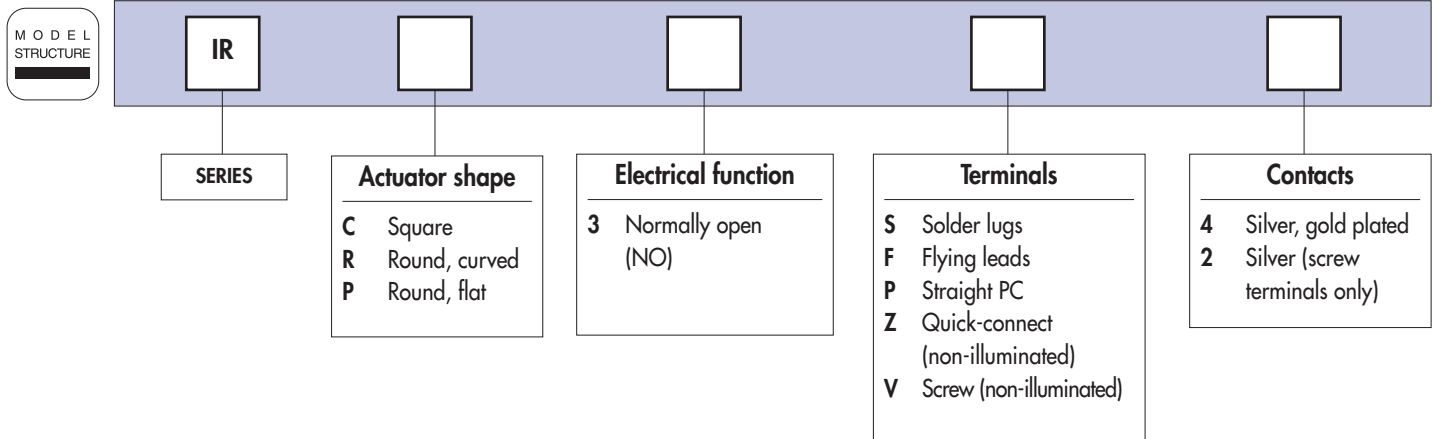 M O D E L
STRUCTURE
IR
SERIES
Actuator shape
C Square
R Round, curved
P Round, flat
Electrical function
3 Normally open
(NO)
Terminals
S Solder lugs
F Flying leads
P Straight PC
Z Quick-connect
(non-illuminated)
V Screw (non-illuminated)
Contacts
4 Silver, gold plated
2 Silver (screw
terminals only)